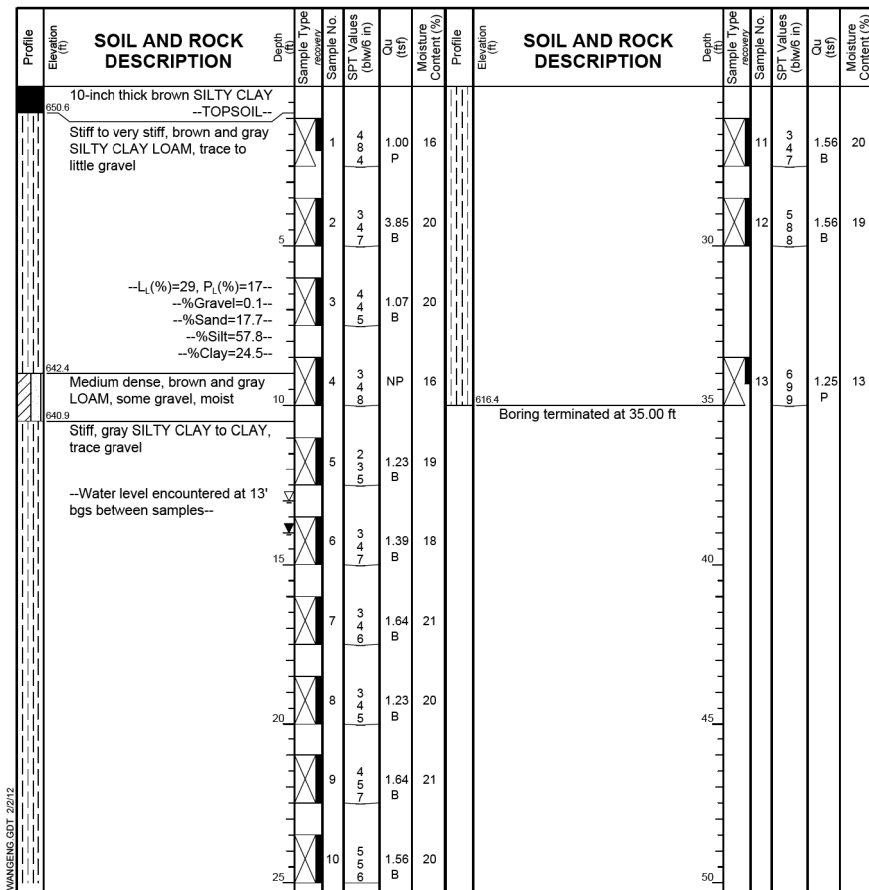 Profile
Elevation (ft)
SOIL AND ROCK DESCRIPTION
Depth (ft)
Sample Type
recovery
Sample No.
SPT Values (blw/6 in)
Qu (tsf)
Moisture Content (%)
Profile
Elevation (ft)
SOIL AND ROCK DESCRIPTION
Depth (ft)
Sample Type
recovery
Sample No.
SPT Values (blw/6 in)
Qu (tsf)
Moisture Content (%)
10-inch thick brown SILTY CLAY
650.6 --TOPSOIL--
Stiff to very stiff, brown and gray
SILTY CLAY LOAM, trace to
little gravel
1 4 8 4 1.00 P 16
5 2 3 4 7 3.85 B 20
--LL(%)=29, PL(%)=17--
--%Gravel=0.1--
--%Sand=17.7--
--%Silt=57.8--
--%Clay=24.5--
3 4 4 5 1.07 B 20
642.4
Medium dense, brown and gray
LOAM, some gravel, moist
10 4 3 4 8 NP 16
640.9
Stiff, gray SILTY CLAY to CLAY,
trace gravel
5 2 3 5 1.23 B 19
--Water level encountered at 13'
bgs between samples--
15 6 3 4 7 1.39 B 18
7 3 4 6 1.64 B 21
20 8 3 4 5 1.23 B 20
9 4 5 7 1.64 B 21
25 10 5 5 6 1.56 B 20
11 3 4 7 1.56 B 20
30 12 5 8 8 1.56 B 19
35 13 6 9 9 1.25 P 13
616.4
Boring terminated at 35.00 ft
40
45
50
WANGENG.GDT 2/2/12